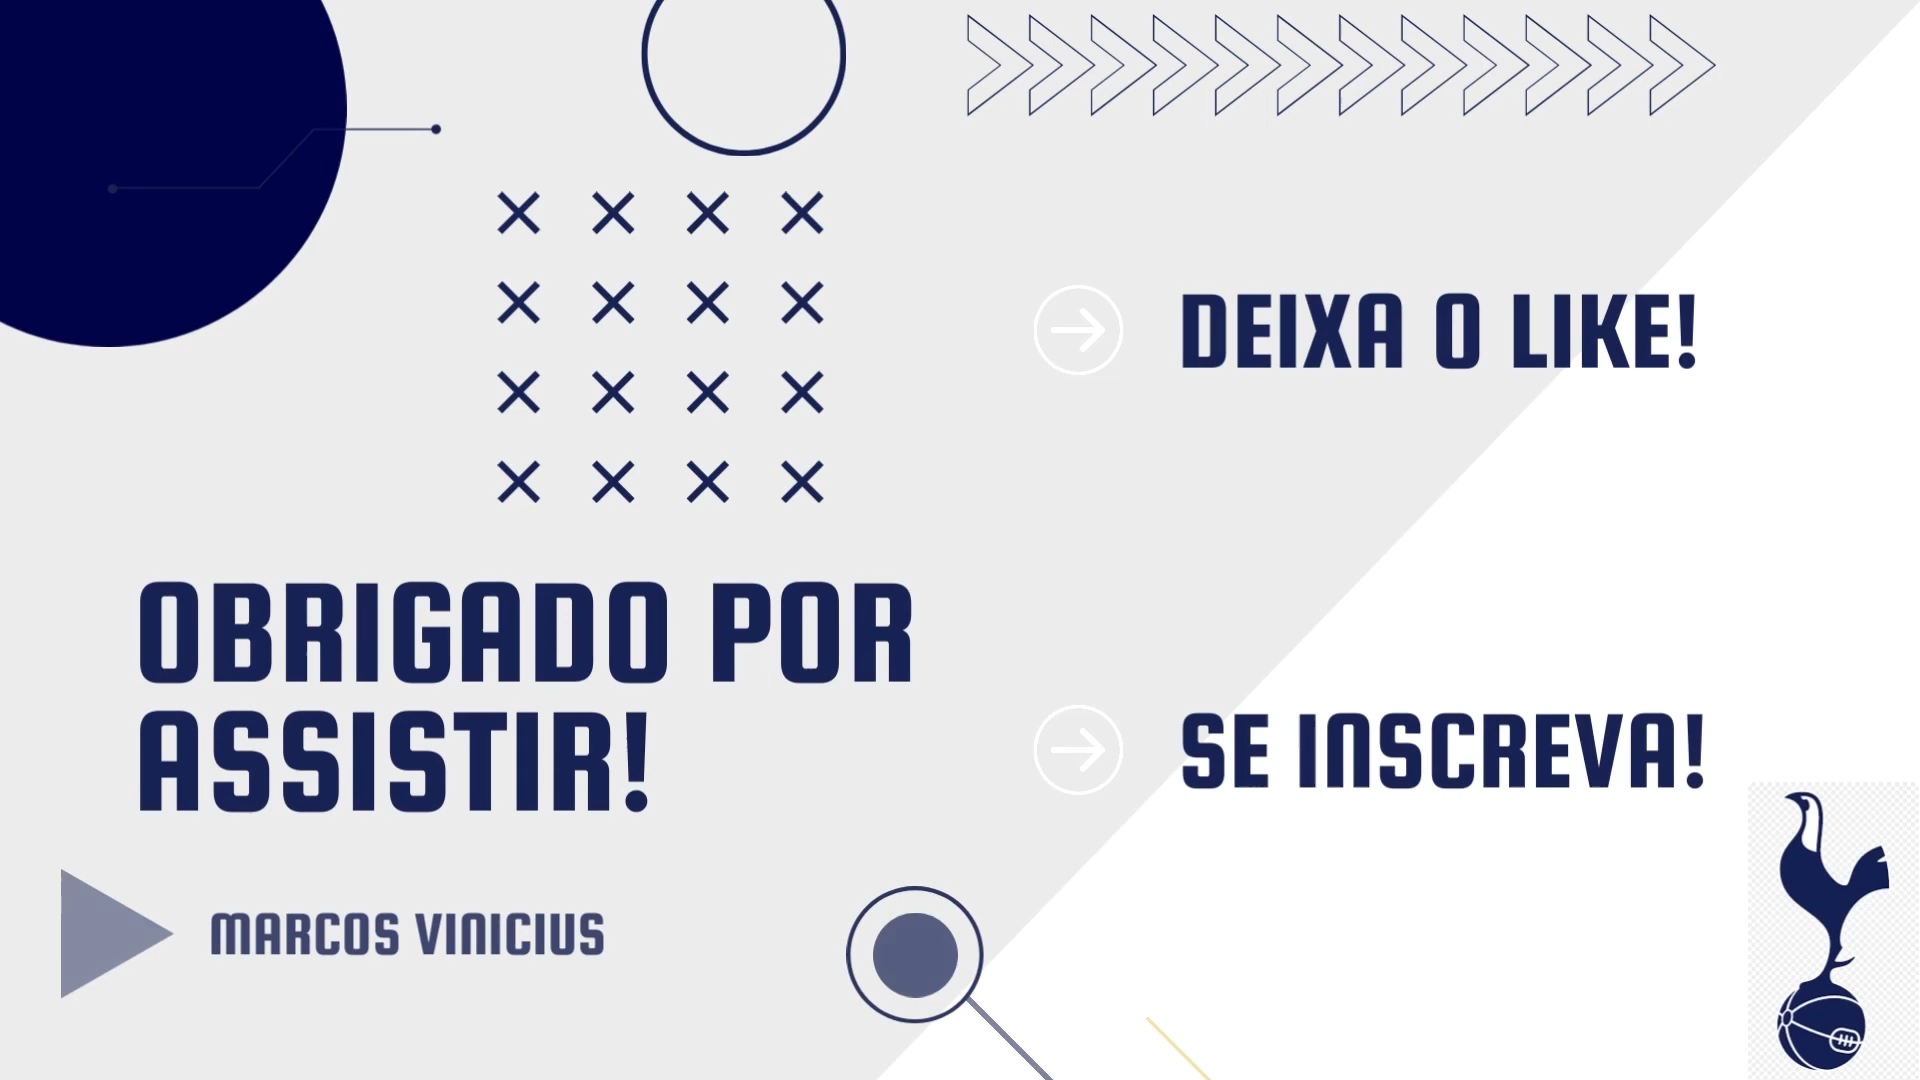 DEIXA O LIKE!
OBRIGADO POR
ASSISTIR!
SE INSCREVA!
MARCOS VINICIUS